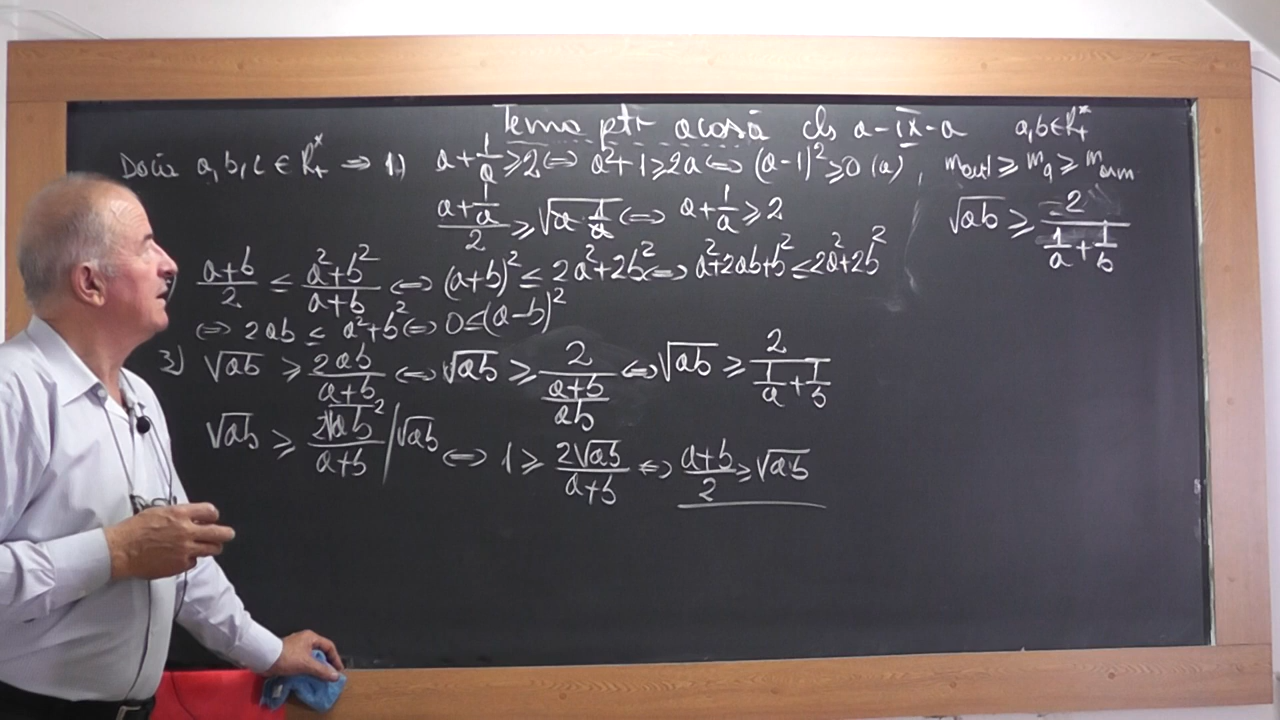 Temă ptr acasă cls a-IX-a a,b∈R₊*
Dacă a,b,c∈R₊* ⇒ 1) a+1/a ≥2 ⇔ a²+1≥2a ⇔ (a-1)²≥0 (a), m_art ≥ m_g ≥ m_arm
(a+1/a)/2 ≥ √(a·1/a) ⇔ a+1/a ≥ 2 √ab ≥ 2/(1/a+1/b)
(a+b)/2 ≤ (a²+b²)/(a+b) ⇔ (a+b)² ≤ 2a²+2b² ⇔ a²+2ab+b² ≤ 2a²+2b²
⇔ 2ab ≤ a²+b² ⇔ 0≤(a-b)²
3) √ab ≥ 2ab/(a+b) ⇔ √ab ≥ 2/((a+b)/ab) ⇔ √ab ≥ 2/(1/a+1/b)
√ab ≥ 2√ab²/(a+b) | √ab ⇔ 1 ≥ 2√ab/(a+b) ⇔ (a+b)/2 ≥ √ab